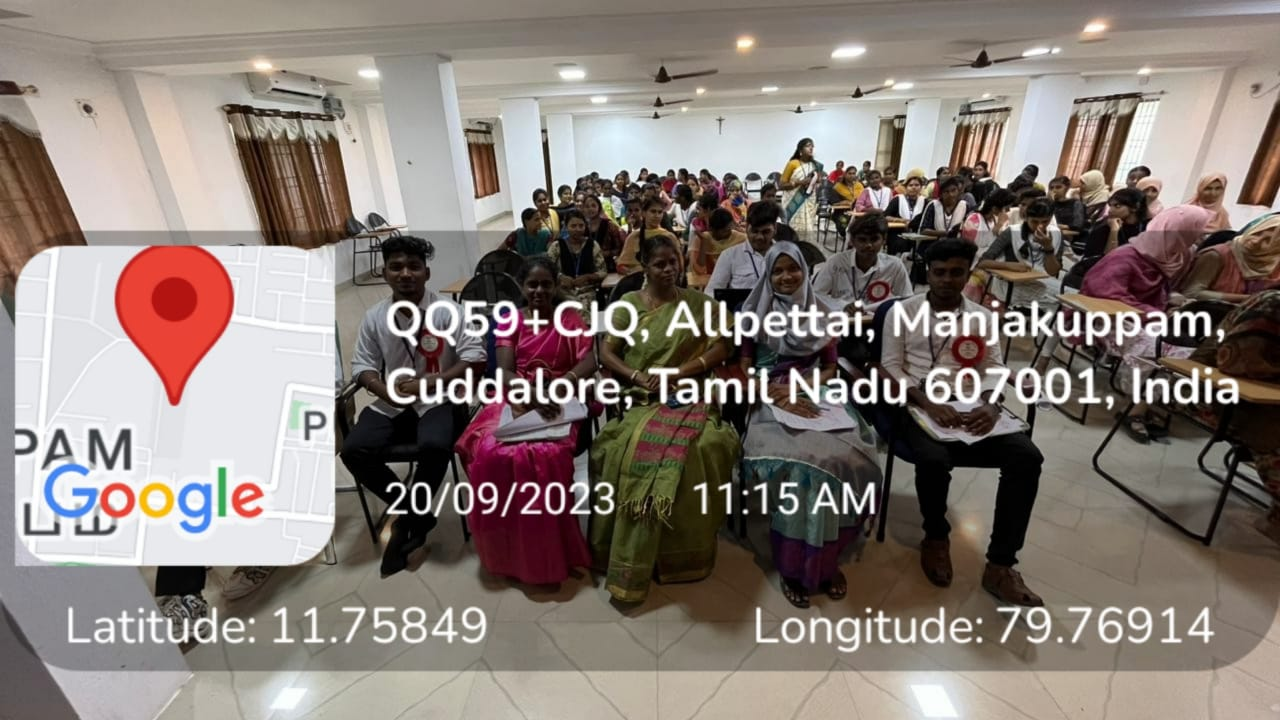 QQ59+CJQ, Allpettai, Manjakuppam,
Cuddalore, Tamil Nadu 607001, India
PAM
P
Google
20/09/2023 11:15 AM
Latitude: 11.75849
Longitude: 79.76914